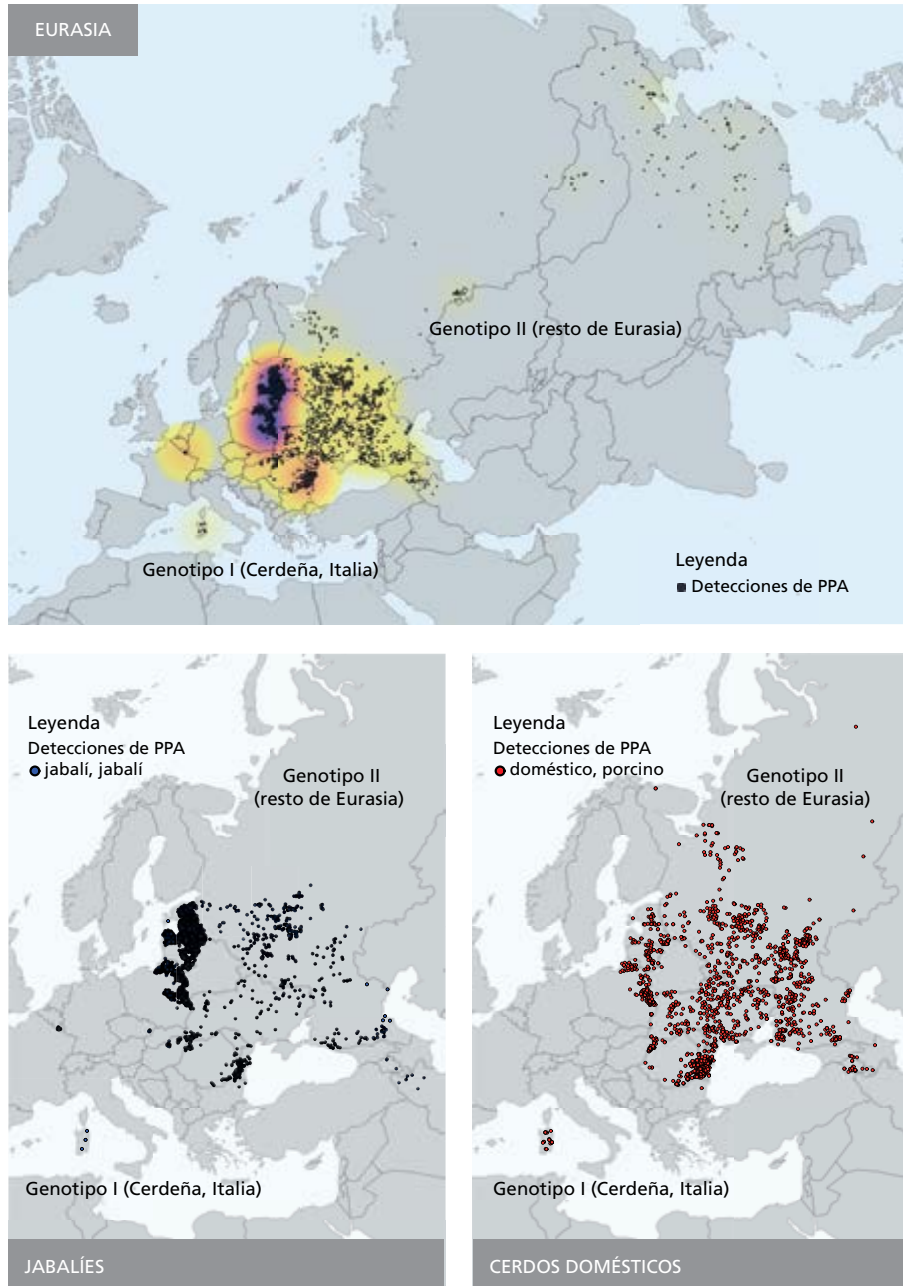 EURASIA
Genotipo II (resto de Eurasia)
Genotipo I (Cerdeña, Italia)
Leyenda
Detecciones de PPA
Leyenda
Detecciones de PPA
jabalí, jabalí
Genotipo II
(resto de Eurasia)
Genotipo I (Cerdeña, Italia)
JABALÍES
Leyenda
Detecciones de PPA
doméstico, porcino
Genotipo II
(resto de Eurasia)
Genotipo I (Cerdeña, Italia)
CERDOS DOMÉSTICOS